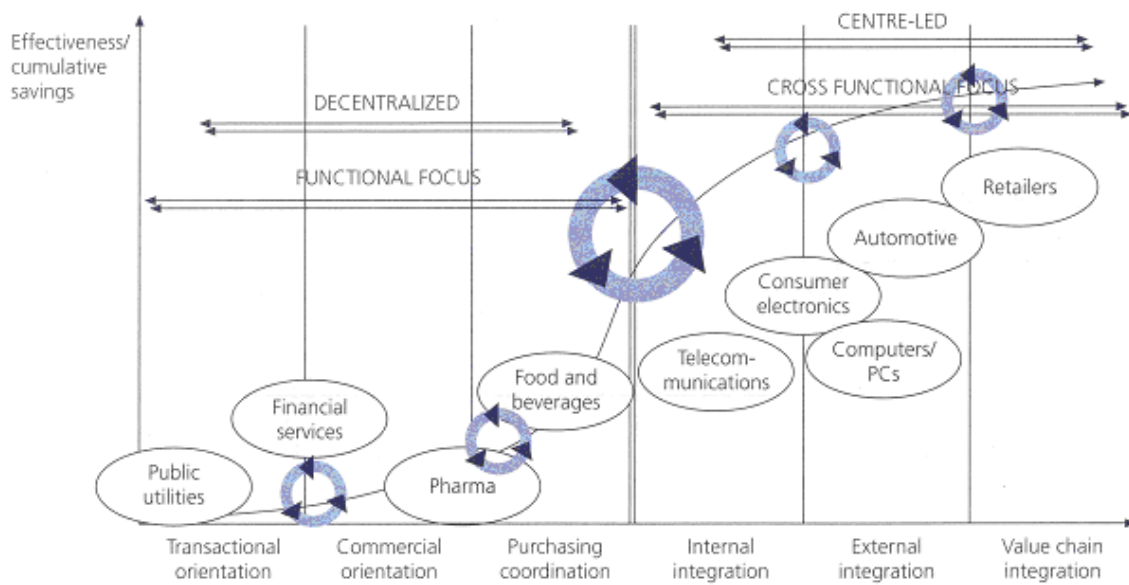 Effectiveness/
cumulative
savings
CENTRE-LED
CROSS FUNCTIONAL FOCUS
DECENTRALIZED
FUNCTIONAL FOCUS
Retailers
Automotive
Consumer
electronics
Computers/
PCs
Telecom-
munications
Food and
beverages
Financial
services
Pharma
Public
utilities
Transactional
orientation
Commercial
orientation
Purchasing
coordination
Internal
integration
External
integration
Value chain
integration